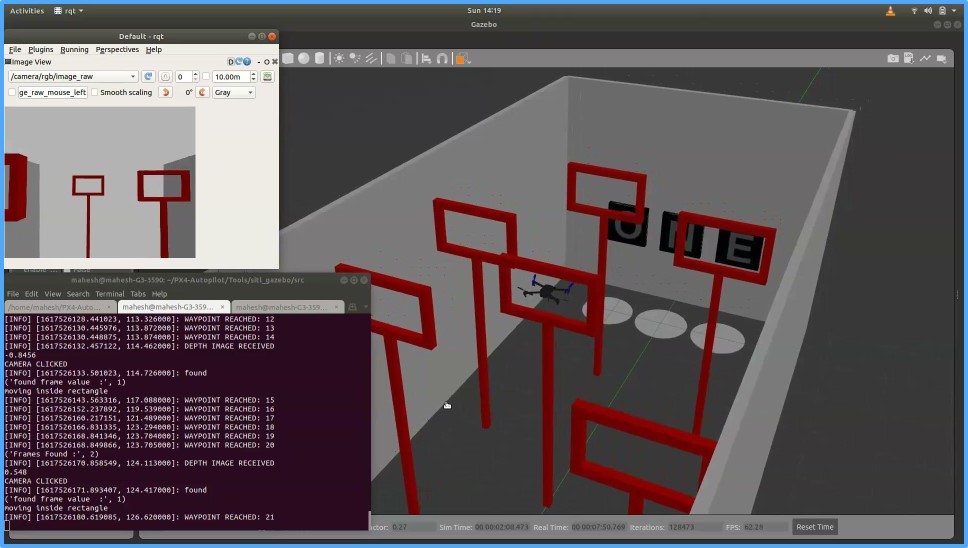 Activities rqt Sun 14:19
Gazebo
Default - rqt
File Plugins Running Perspectives Help
Image View
D - O
/camera/rgb/image_raw 0 10.00m
ge_raw_mouse_left Smooth scaling 0° Gray
U N E
mahesh@mahesh-G3-3590: ~/PX4-Autopilot/Tools/sitl_gazebo/src
File Edit View Search Terminal Tabs Help
/home/mahesh/PX4-Auto... mahesh@mahesh-G3-359... mahesh@mahesh-G3-359...
[INFO] [1617526128.441023, 113.326000]: WAYPOINT REACHED: 12
[INFO] [1617526130.445976, 113.872000]: WAYPOINT REACHED: 13
[INFO] [1617526130.448875, 113.874000]: WAYPOINT REACHED: 14
[INFO] [1617526132.457122, 114.462000]: DEPTH IMAGE RECEIVED
-0.8456
CAMERA CLICKED
[INFO] [1617526133.501023, 114.726000]: found
('found frame value :', 1)
Moving inside rectangle
[INFO] [1617526143.563316, 117.088000]: WAYPOINT REACHED: 15
[INFO] [1617526152.237892, 119.539000]: WAYPOINT REACHED: 16
[INFO] [1617526160.217151, 121.489000]: WAYPOINT REACHED: 17
[INFO] [1617526166.831335, 123.294000]: WAYPOINT REACHED: 18
[INFO] [1617526168.841346, 123.704000]: WAYPOINT REACHED: 19
[INFO] [1617526168.849866, 123.705000]: WAYPOINT REACHED: 20
('Frames Found :', 2)
[INFO] [1617526170.858549, 124.113000]: DEPTH IMAGE RECEIVED
0.548
CAMERA CLICKED
[INFO] [1617526171.893407, 124.417000]: found
('found frame value :', 1)
Moving inside rectangle
[INFO] [1617526180.619085, 126.620000]: WAYPOINT REACHED: 21
actor: 0.27 Sim Time: 00 00:02:08.473 Real Time: 00 00:07:50.769 Iterations: 128473 FPS: 62.29 Reset Time